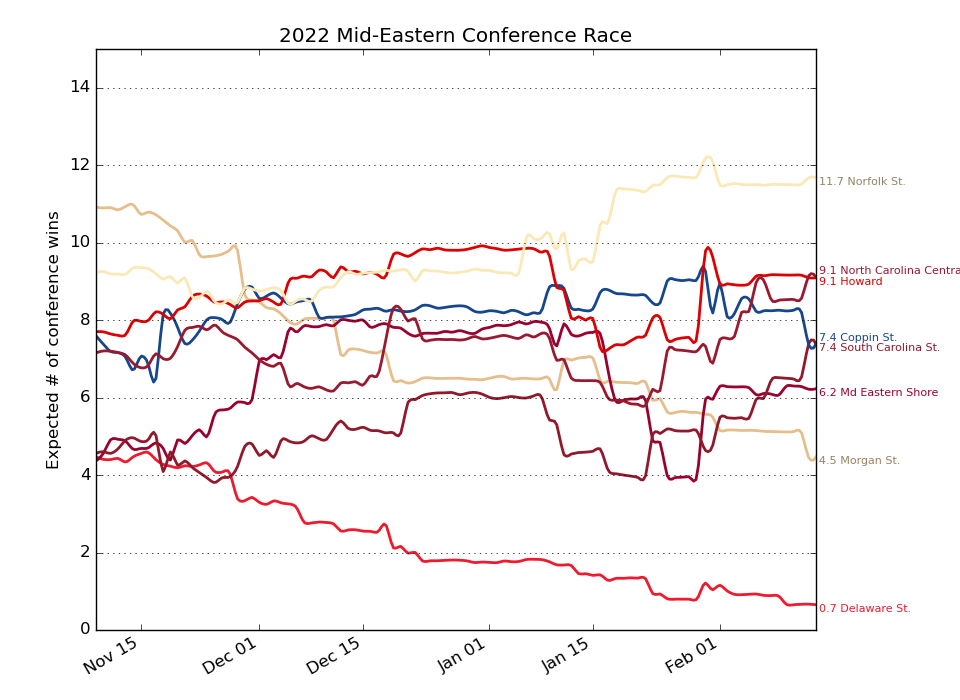 2022 Mid-Eastern Conference Race
Expected # of conference wins
14
12
10
8
6
4
2
0
Nov 15
Dec 01
Dec 15
Jan 01
Jan 15
Feb 01
11.7 Norfolk St.
9.1 North Carolina Centra
9.1 Howard
7.4 Coppin St.
7.4 South Carolina St.
6.2 Md Eastern Shore
4.5 Morgan St.
0.7 Delaware St.